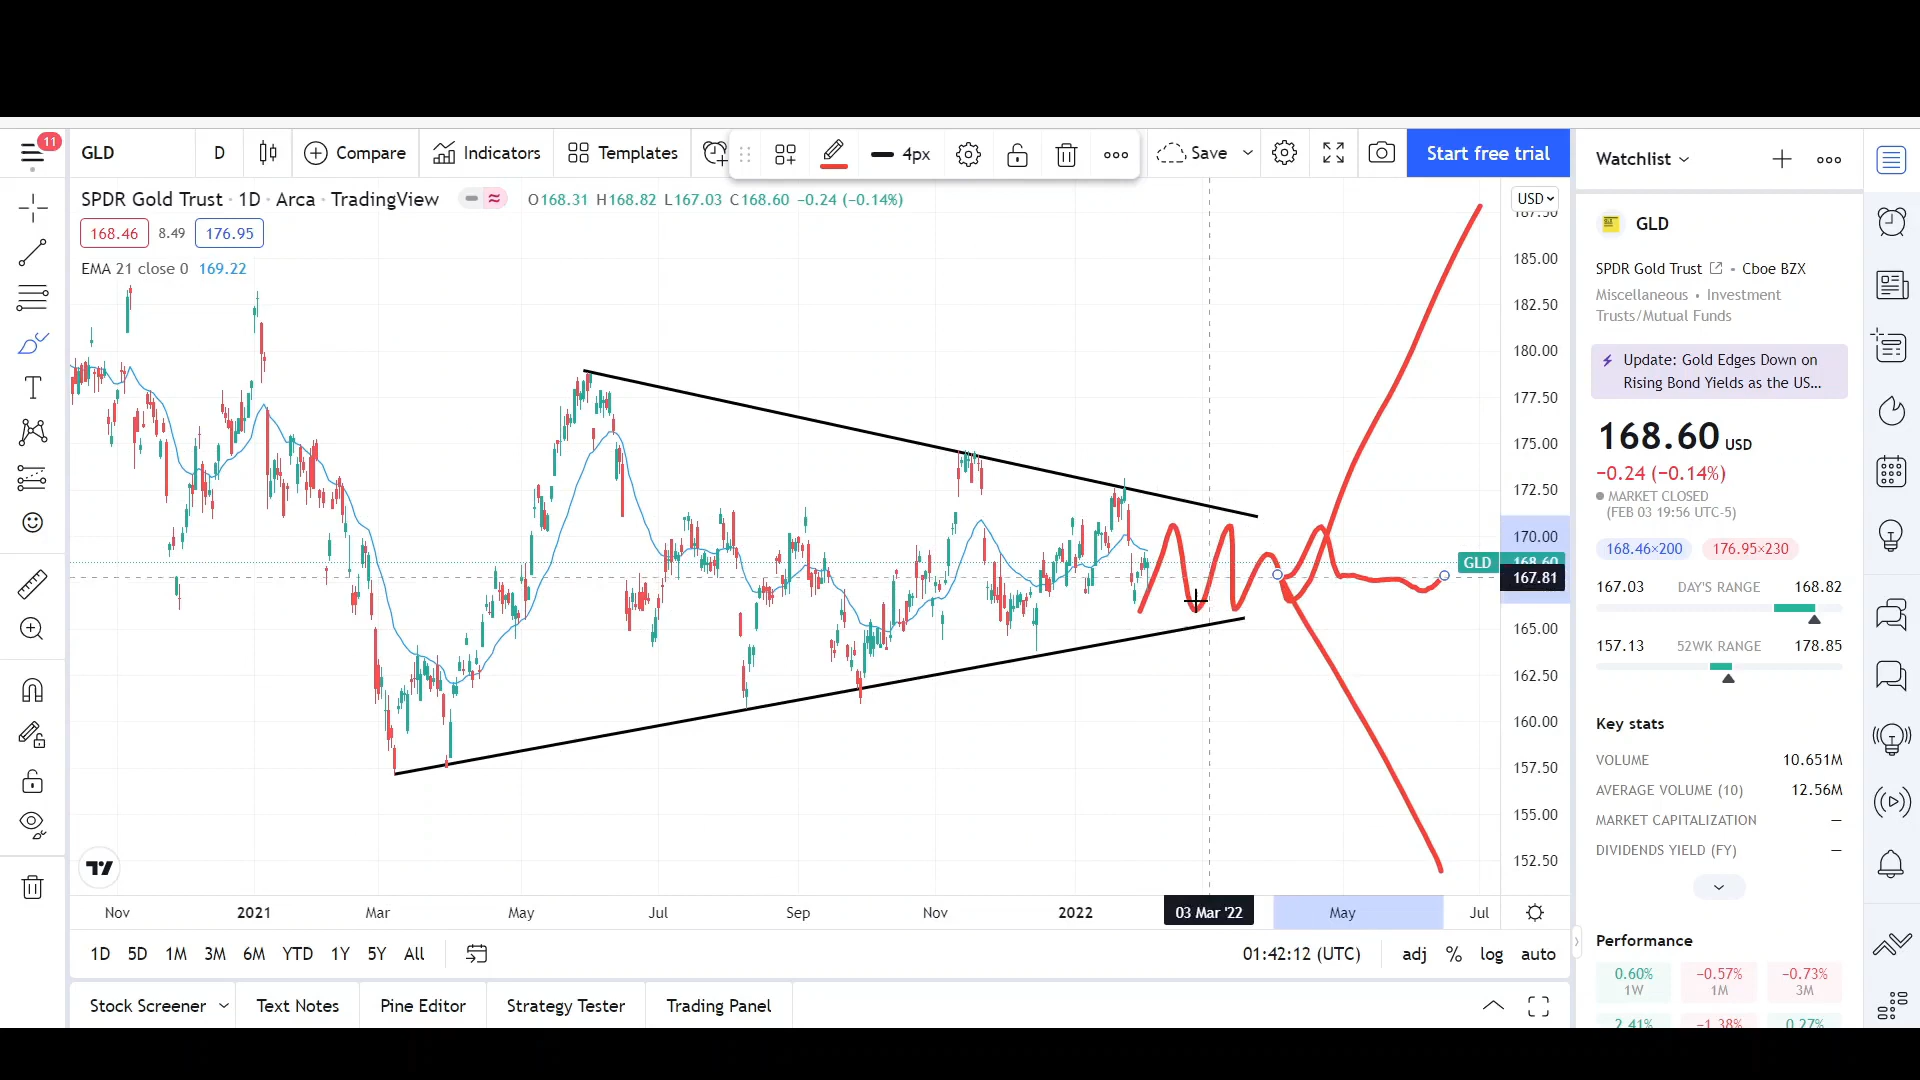 11
GLD
D
Compare
Indicators
Templates
4px
Save
Start free trial
Watchlist
SPDR Gold Trust · 1D · Arca · TradingView
O168.31 H168.82 L167.03 C168.60 −0.24 (−0.14%)
168.46 8.49 176.95
EMA 21 close 0 169.22
USD
187.50
185.00
182.50
180.00
177.50
175.00
172.50
170.00
GLD 168.60
167.81
165.00
162.50
160.00
157.50
155.00
152.50
Nov 2021 Mar May Jul Sep Nov 2022 03 Mar '22 May Jul
1D 5D 1M 3M 6M YTD 1Y 5Y All
01:42:12 (UTC) adj % log auto
Stock Screener Text Notes Pine Editor Strategy Tester Trading Panel
GLD
SPDR Gold Trust • Cboe BZX
Miscellaneous • Investment
Trusts/Mutual Funds
Update: Gold Edges Down on
Rising Bond Yields as the US...
168.60 USD
−0.24 (−0.14%)
MARKET CLOSED
(FEB 03 19:56 UTC-5)
168.46×200 176.95×230
167.03 DAY'S RANGE 168.82
157.13 52WK RANGE 178.85
Key stats
VOLUME 10.651M
AVERAGE VOLUME (10) 12.56M
MARKET CAPITALIZATION —
DIVIDENDS YIELD (FY) —
Performance
0.60% −0.57% −0.73%
1W 1M 3M
2.41% −1.38% 0.27%